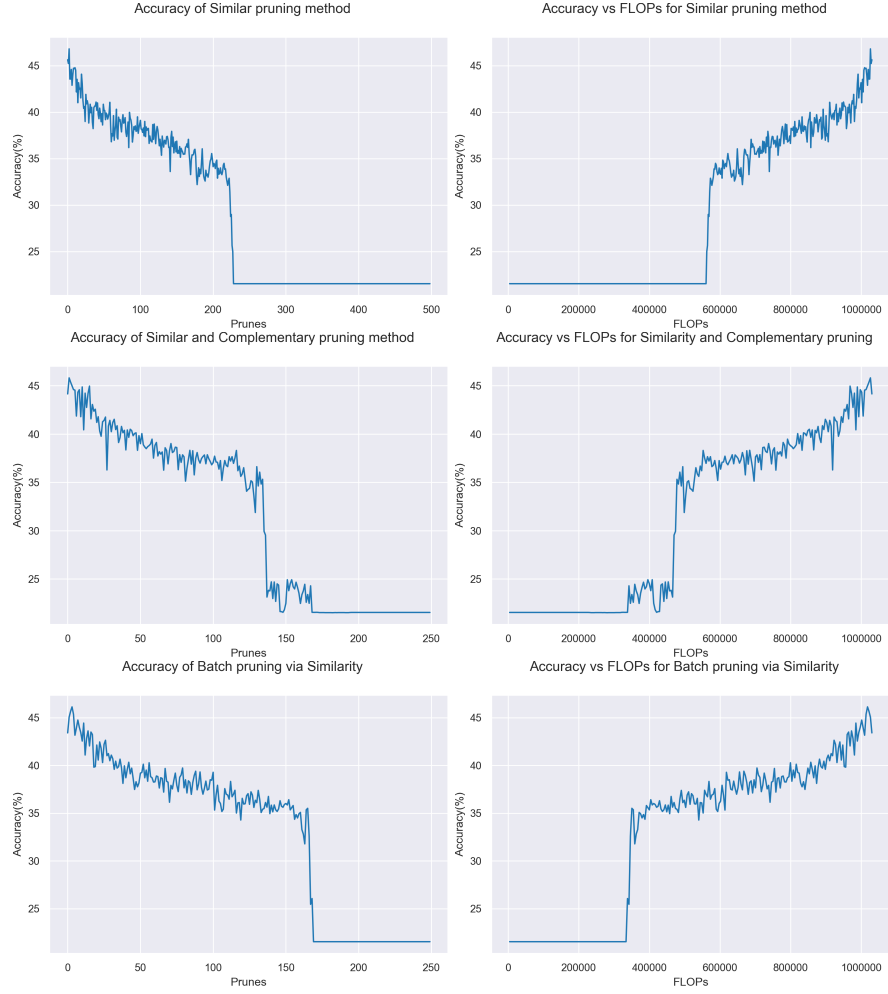 Accuracy of Similar pruning method
Accuracy vs FLOPs for Similar pruning method
Accuracy(%)
45
40
35
30
25
0 100 200 300 400 500
Prunes
Accuracy(%)
45
40
35
30
25
0 200000 400000 600000 800000 1000000
FLOPs
Accuracy of Similar and Complementary pruning method
Accuracy vs FLOPs for Similarity and Complementary pruning
Accuracy(%)
45
40
35
30
25
0 50 100 150 200 250
Prunes
Accuracy(%)
45
40
35
30
25
0 200000 400000 600000 800000 1000000
FLOPs
Accuracy of Batch pruning via Similarity
Accuracy vs FLOPs for Batch pruning via Similarity
Accuracy(%)
45
40
35
30
25
0 50 100 150 200 250
Prunes
Accuracy(%)
45
40
35
30
25
0 200000 400000 600000 800000 1000000
FLOPs